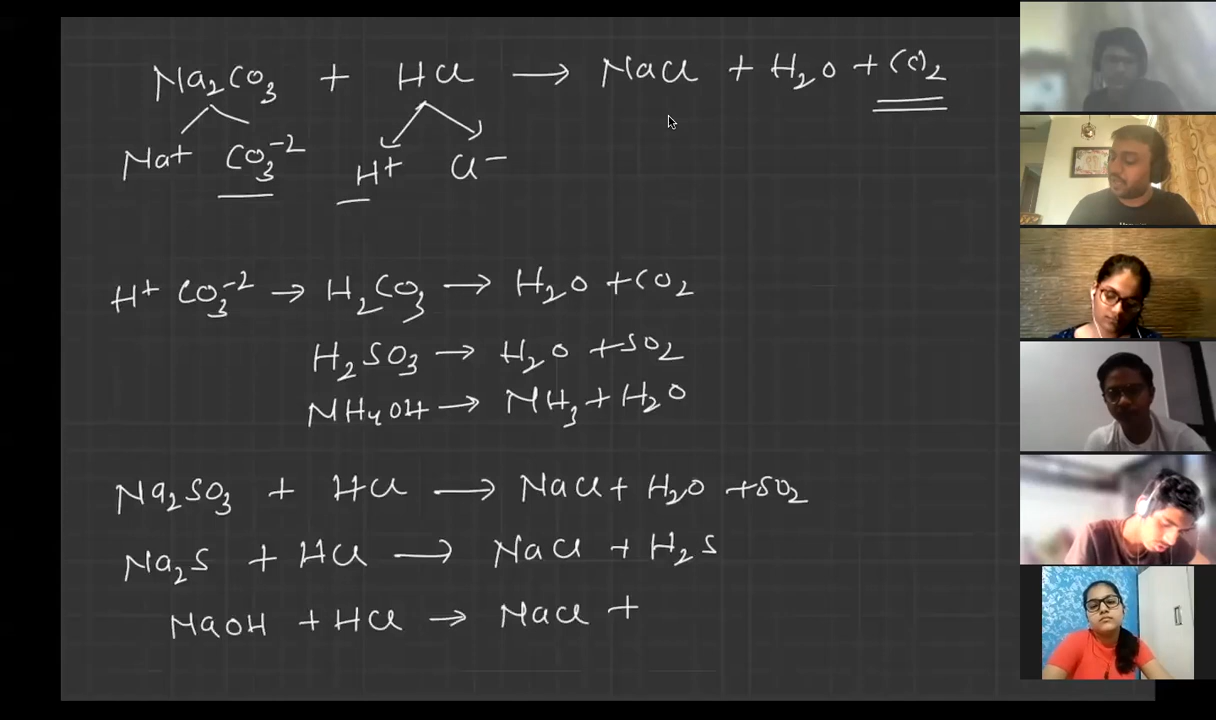 Na₂CO₃ + HCl → NaCl + H₂O + CO₂
Na⁺ CO₃⁻² H⁺ Cl⁻
H⁺ CO₃⁻² → H₂CO₃ → H₂O + CO₂
H₂SO₃ → H₂O + SO₂
NH₄OH → NH₃ + H₂O
Na₂SO₃ + HCl → NaCl + H₂O + SO₂
Na₂S + HCl → NaCl + H₂S
NaOH + HCl → NaCl +